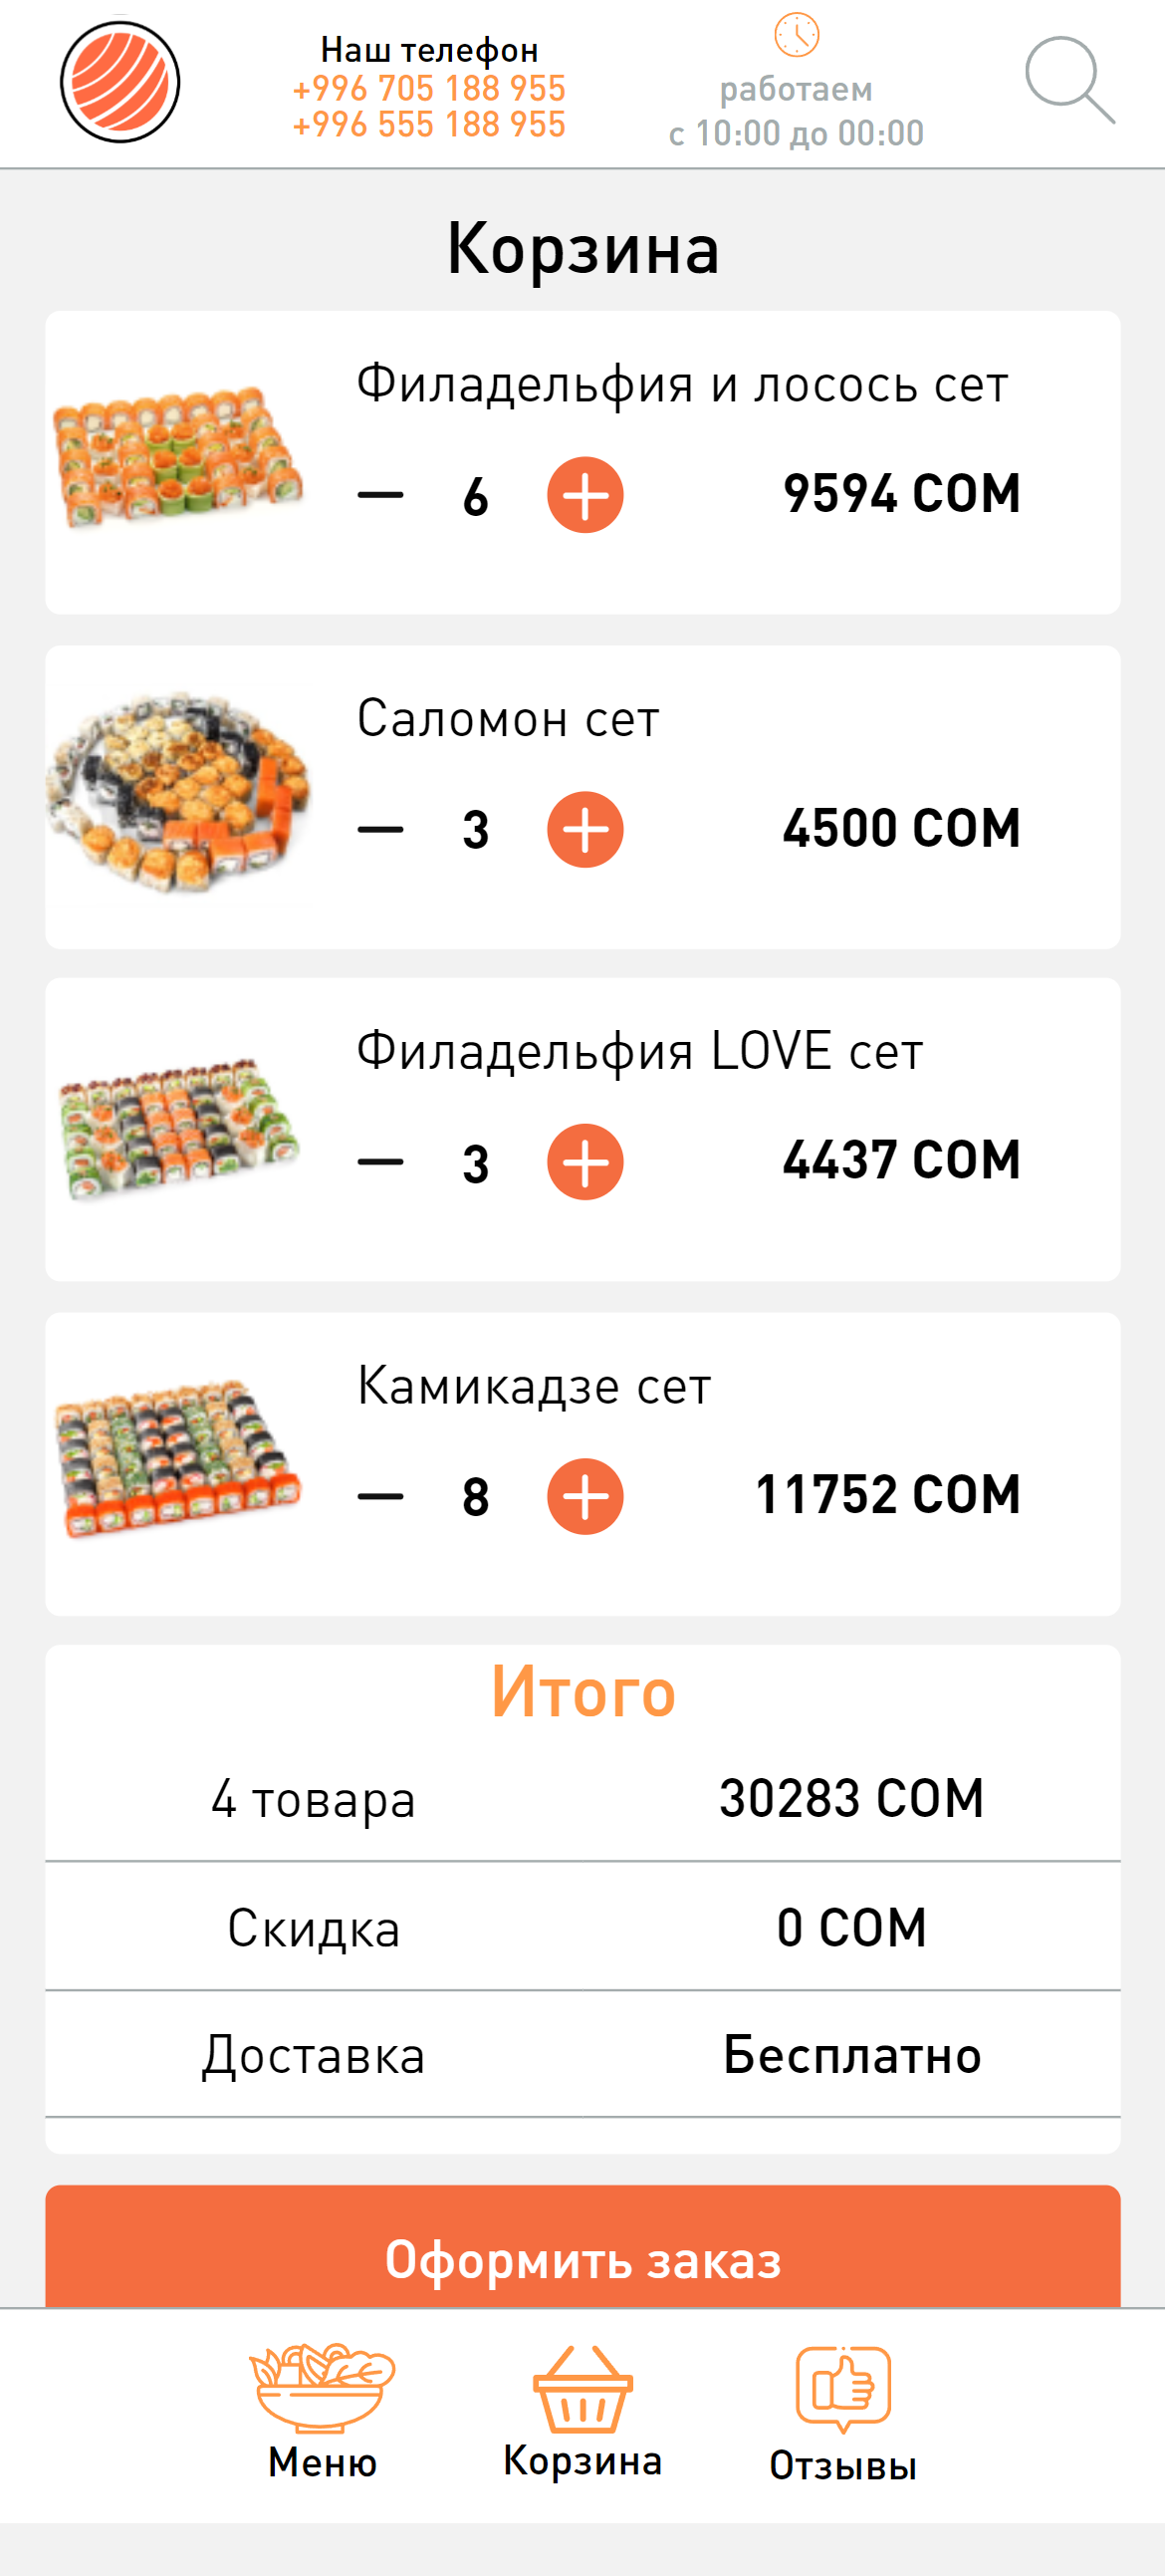 Наш телефон
+996 705 188 955
+996 555 188 955
работаем
с 10:00 до 00:00
Корзина
Филадельфия и лосось сет
6
9594 СОМ
Саломон сет
3
4500 СОМ
Филадельфия LOVE сет
3
4437 СОМ
Камикадзе сет
8
11752 СОМ
Итого
4 товара 30283 СОМ
Скидка 0 СОМ
Доставка Бесплатно
Оформить заказ
Меню Корзина Отзывы